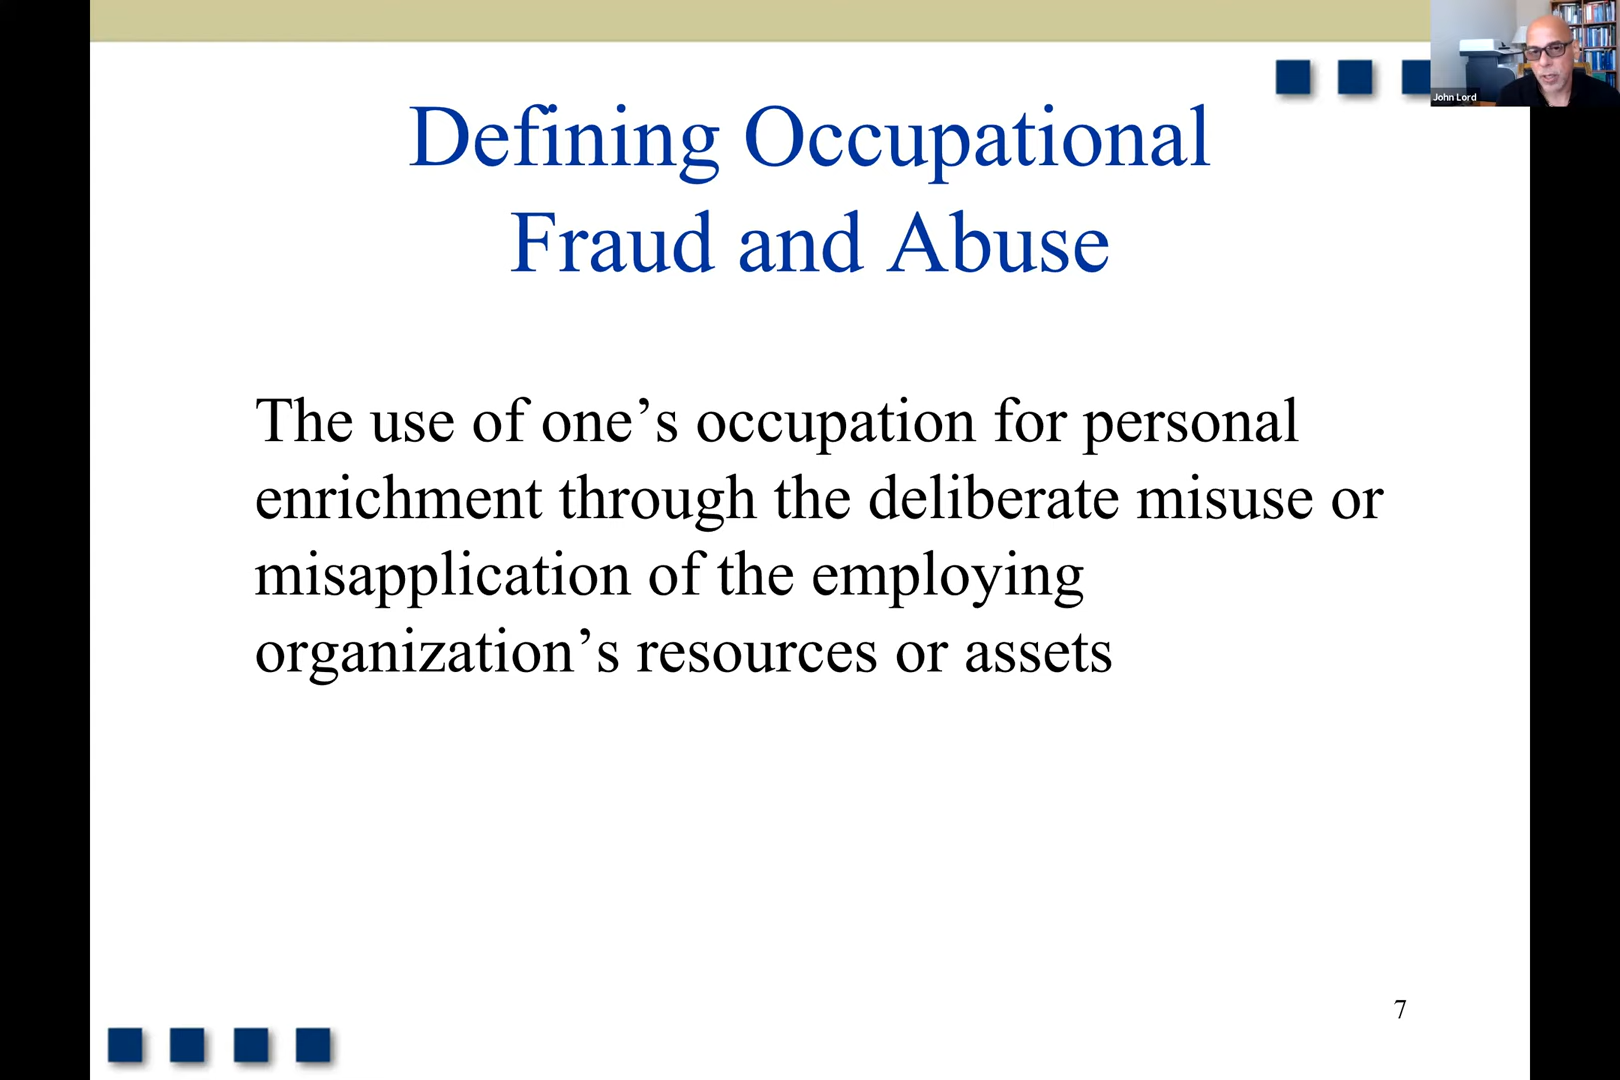 John Lord
Defining Occupational
Fraud and Abuse
The use of one’s occupation for personal
enrichment through the deliberate misuse or
misapplication of the employing
organization’s resources or assets
7